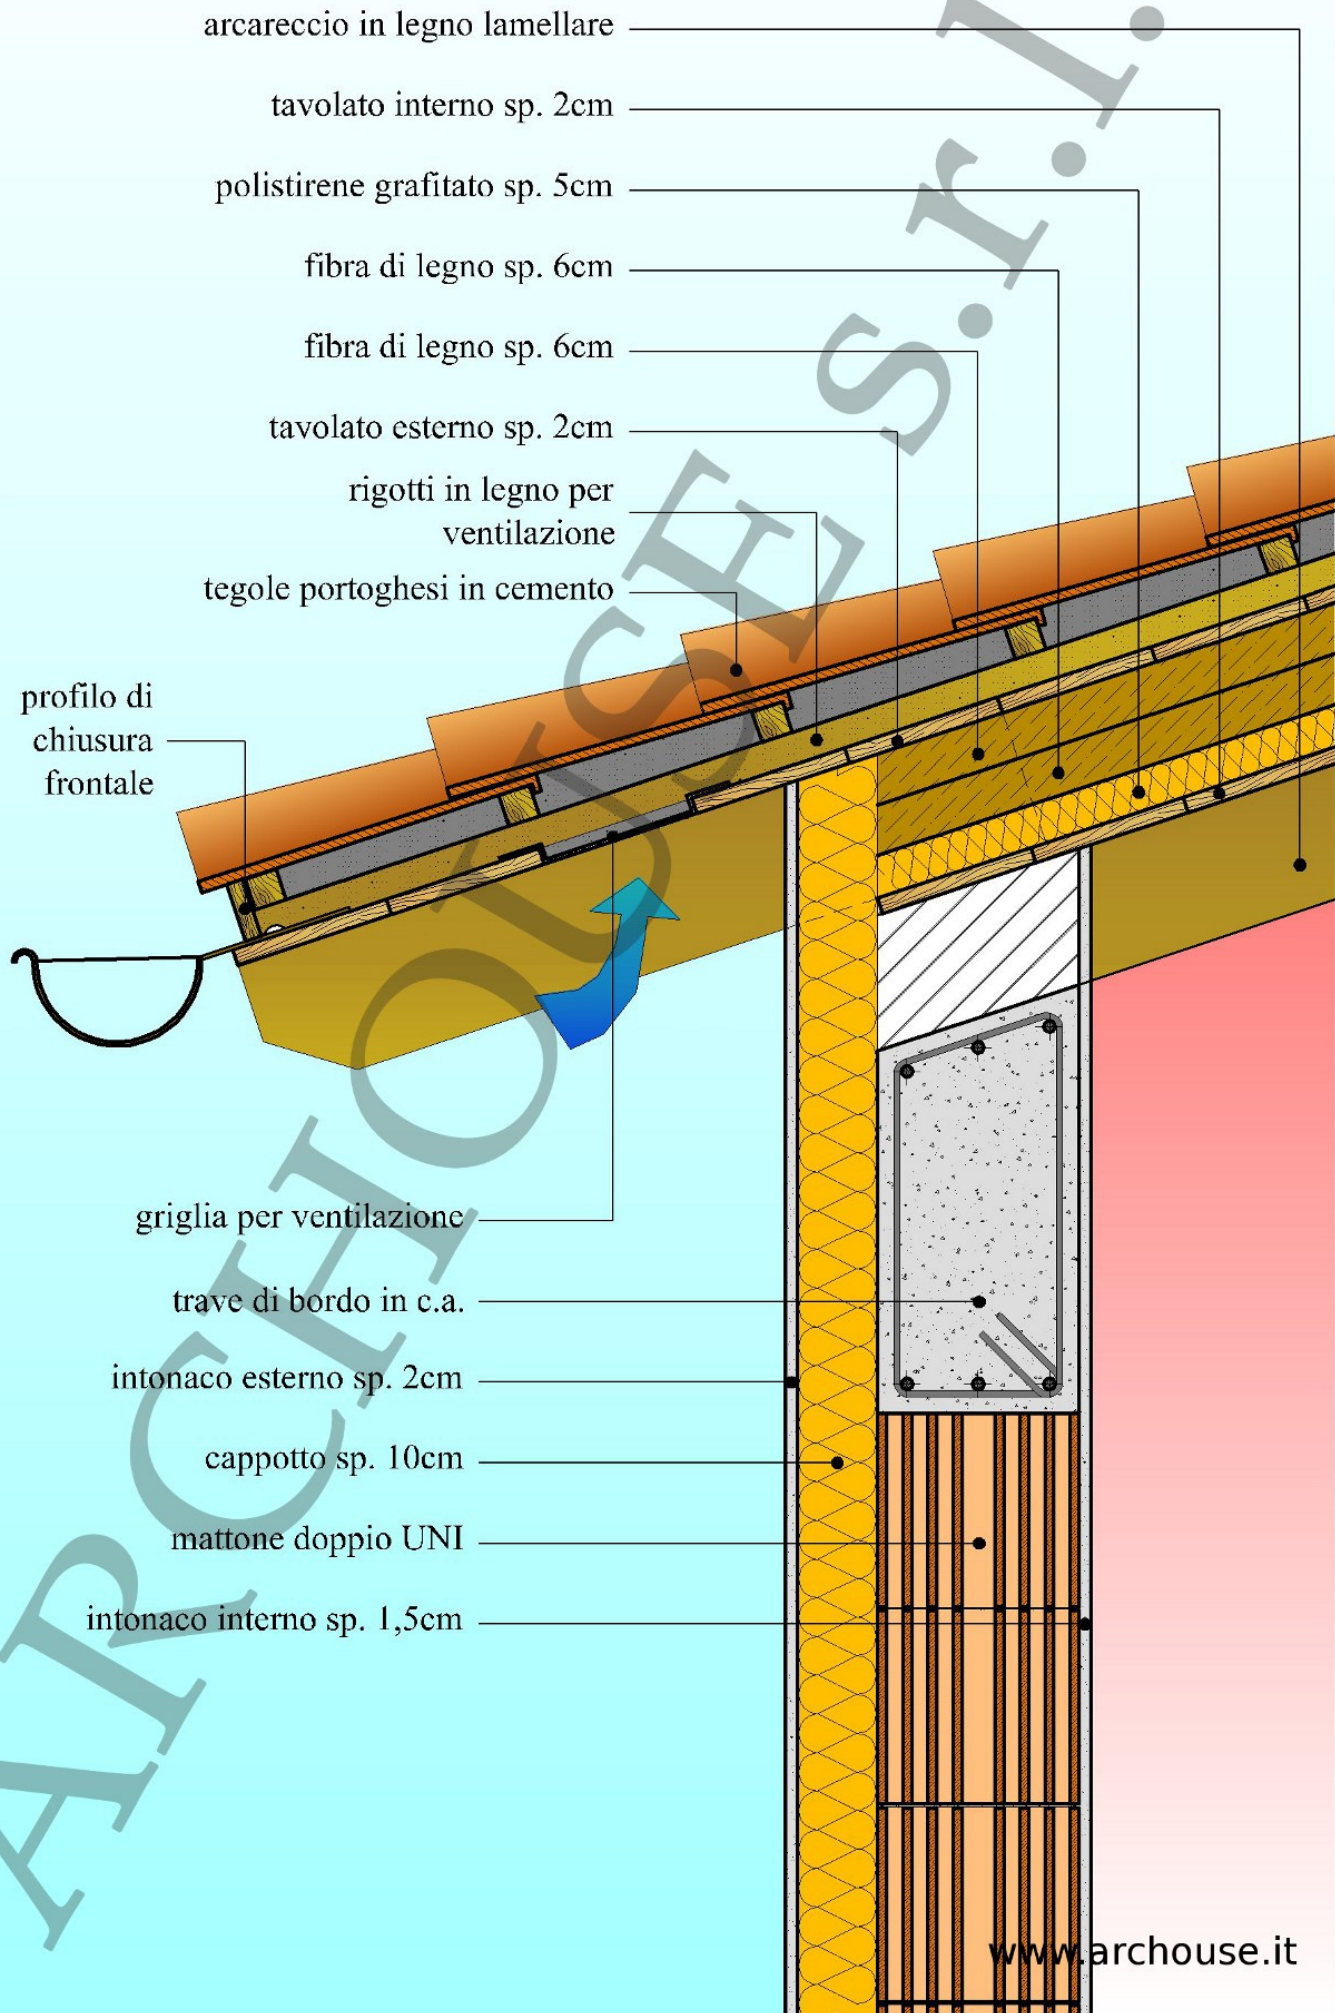 arcareccio in legno lamellare
tavolato interno sp. 2cm
polistirene grafitato sp. 5cm
fibra di legno sp. 6cm
fibra di legno sp. 6cm
tavolato esterno sp. 2cm
rigotti in legno per
ventilazione
tegole portoghesi in cemento
profilo di
chiusura
frontale
griglia per ventilazione
trave di bordo in c.a.
intonaco esterno sp. 2cm
cappotto sp. 10cm
mattone doppio UNI
intonaco interno sp. 1,5cm
ARCHOUSE s.r.l.
www.archouse.it